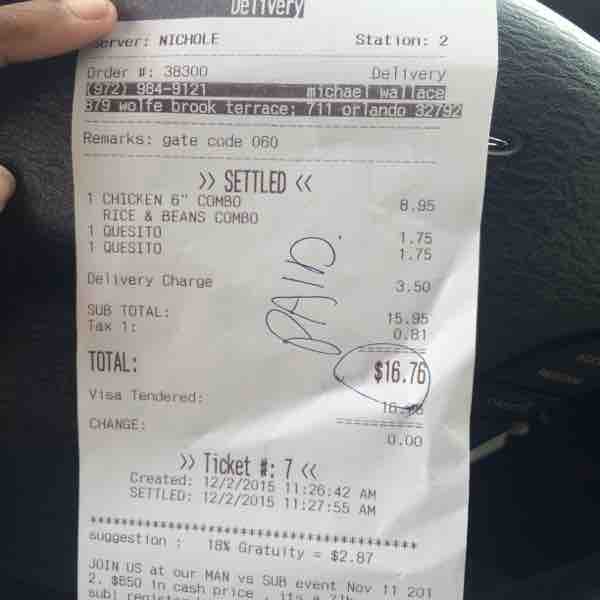 Delivery
Server: NICHOLE Station: 2
Order #: 38300 Delivery
(972) 984-9121 michael wallace
879 wolfe brook terrace; 711 orlando 32792
Remarks: gate code 060
>> SETTLED <<
1 CHICKEN 6" COMBO 8.95
RICE & BEANS COMBO
1 QUESITO 1.75
1 QUESITO 1.75
Delivery Charge 3.50
PAID.
SUB TOTAL: 15.95
Tax 1: 0.81
TOTAL: $16.76
Visa Tendered: 16.76
CHANGE: 0.00
>> Ticket #: 7 <<
Created: 12/2/2015 11:26:42 AM
SETTLED: 12/2/2015 11:27:55 AM
****************************************
suggestion : 18% Gratuity = $2.87
JOIN US at our MAN vs SUB event Nov 11 201
2. $650 in cash price
sub!